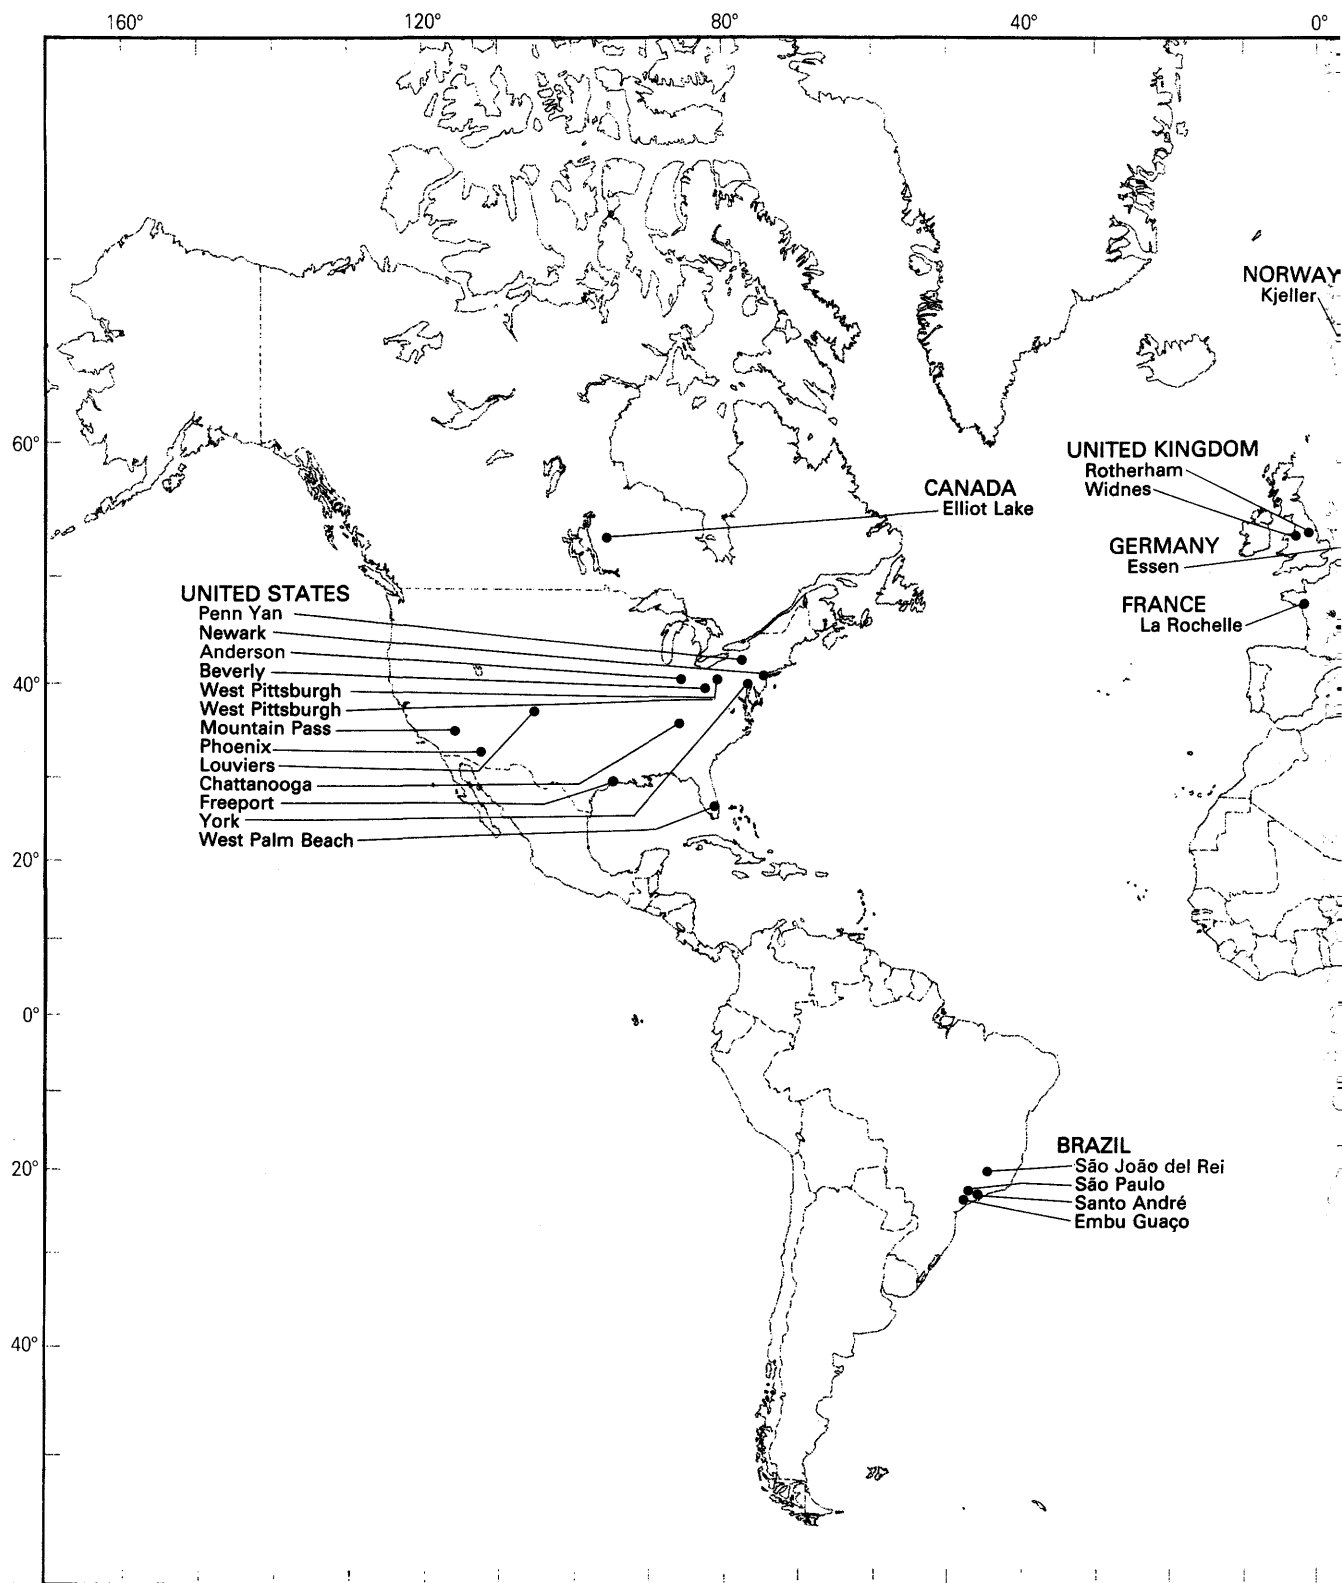 160° 120° 80° 40° 0°
NORWAY
Kjeller
60°
UNITED KINGDOM
Rotherham
Widnes
CANADA
Elliot Lake
GERMANY
Essen
UNITED STATES
Penn Yan
FRANCE
Newark
La Rochelle
Anderson
Beverly
40°
West Pittsburgh
West Pittsburgh
Mountain Pass
Phoenix
Louviers
Chattanooga
Freeport
York
West Palm Beach
20°
0°
BRAZIL
20°
São João del Rei
São Paulo
Santo André
Embu Guaço
40°